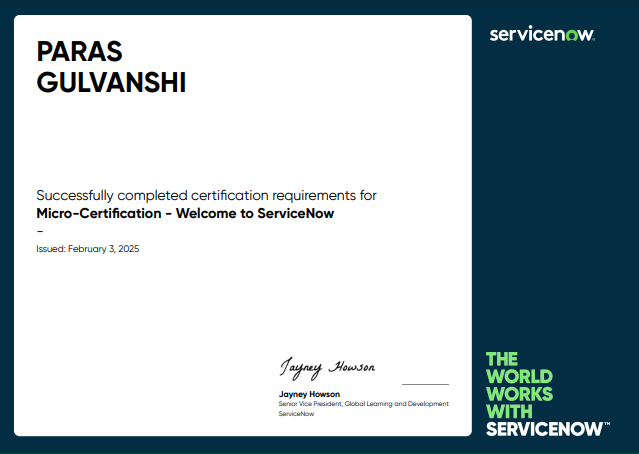 PARAS
GULVANSHI
servicenow
Successfully completed certification requirements for
Micro-Certification - Welcome to ServiceNow
–
Issued: February 3, 2025
Jayney Howson
Jayney Howson
Senior Vice President, Global Learning and Development
ServiceNow
THE
WORLD
WORKS
WITH
SERVICENOW™